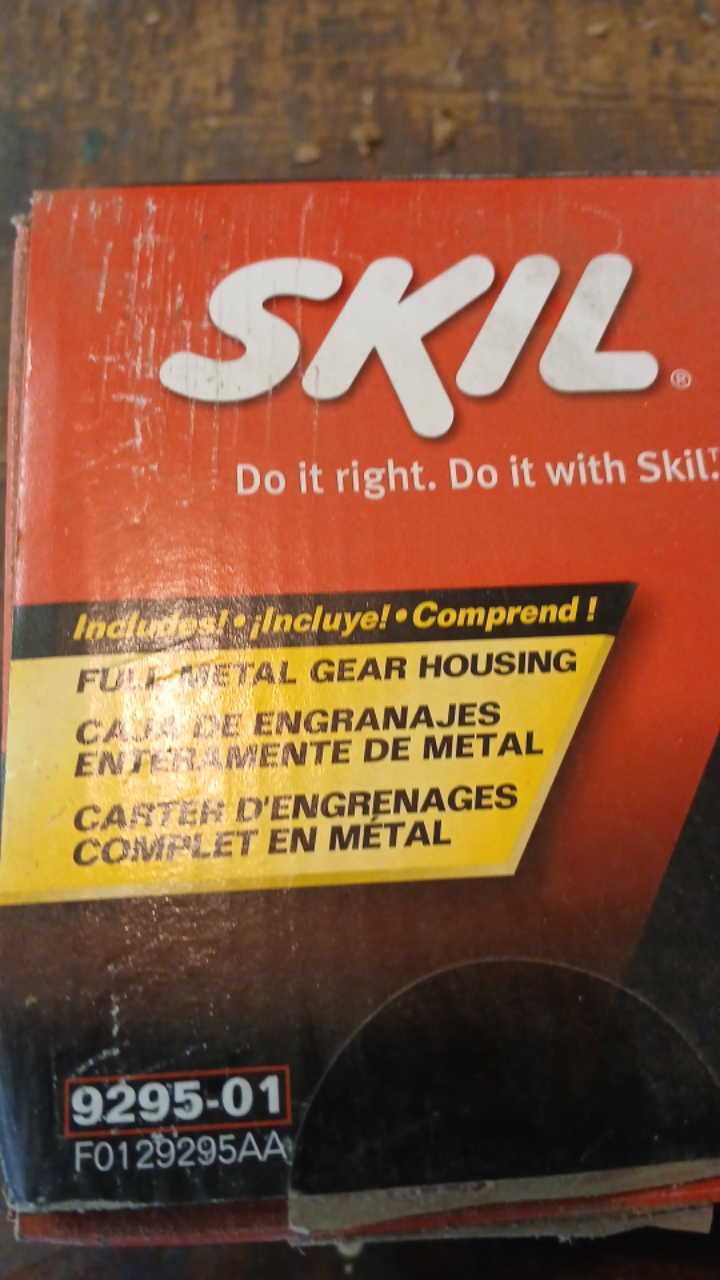 SKIL®
Do it right. Do it with Skil.™
Includes! • ¡Incluye! • Comprend !
FULL METAL GEAR HOUSING
CAJA DE ENGRANAJES
ENTERAMENTE DE METAL
CARTER D'ENGRENAGES
COMPLET EN MÉTAL
9295-01
F0129295AA